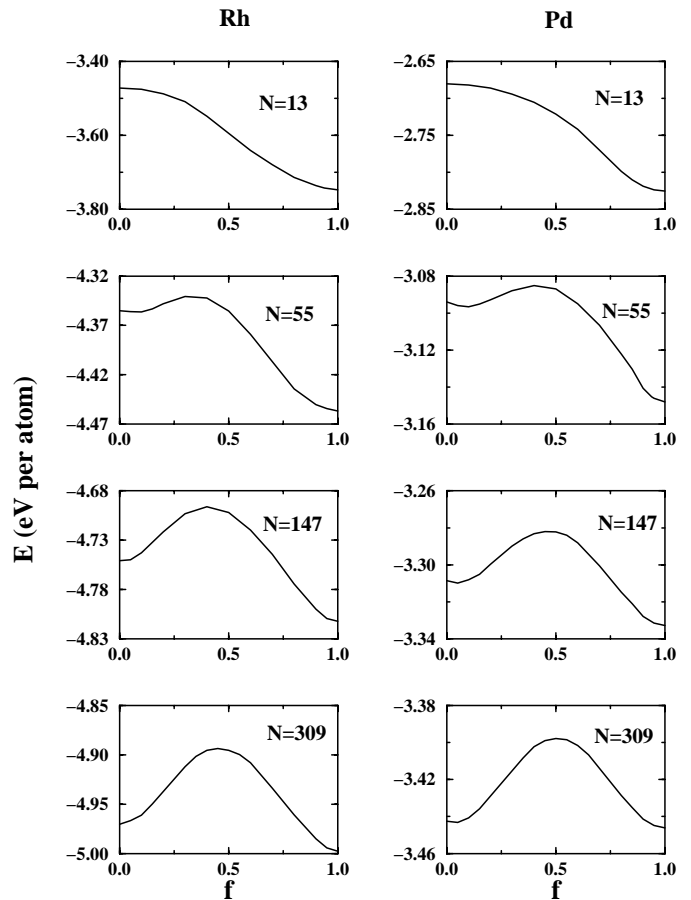 Rh Pd
−3.40
−3.60
−3.80
N=13
0.0 0.5 1.0
−2.65
−2.75
−2.85
N=13
0.0 0.5 1.0
−4.32
−4.37
−4.42
−4.47
N=55
0.0 0.5 1.0
−3.08
−3.12
−3.16
N=55
0.0 0.5 1.0
E (eV per atom)
−4.68
−4.73
−4.78
−4.83
N=147
0.0 0.5 1.0
−3.26
−3.30
−3.34
N=147
0.0 0.5 1.0
−4.85
−4.90
−4.95
−5.00
N=309
0.0 0.5 1.0
f
−3.38
−3.42
−3.46
N=309
0.0 0.5 1.0
f